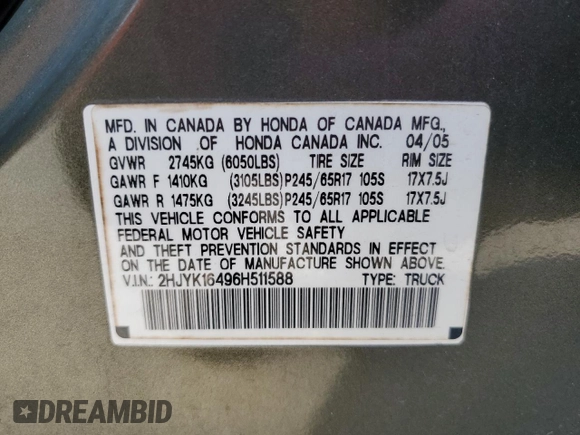 MFD. IN CANADA BY HONDA OF CANADA MFG.,
A DIVISION OF HONDA CANADA INC. 04/05
GVWR 2745KG (6050LBS) TIRE SIZE RIM SIZE
GAWR F 1410KG (3105LBS) P245/65R17 105S 17X7.5J
GAWR R 1475KG (3245LBS) P245/65R17 105S 17X7.5J
THIS VEHICLE CONFORMS TO ALL APPLICABLE
FEDERAL MOTOR VEHICLE SAFETY
AND THEFT PREVENTION STANDARDS IN EFFECT
ON THE DATE OF MANUFACTURE SHOWN ABOVE.
V.I.N.: 2HJYK16496H511588 TYPE: TRUCK
DREAMBID